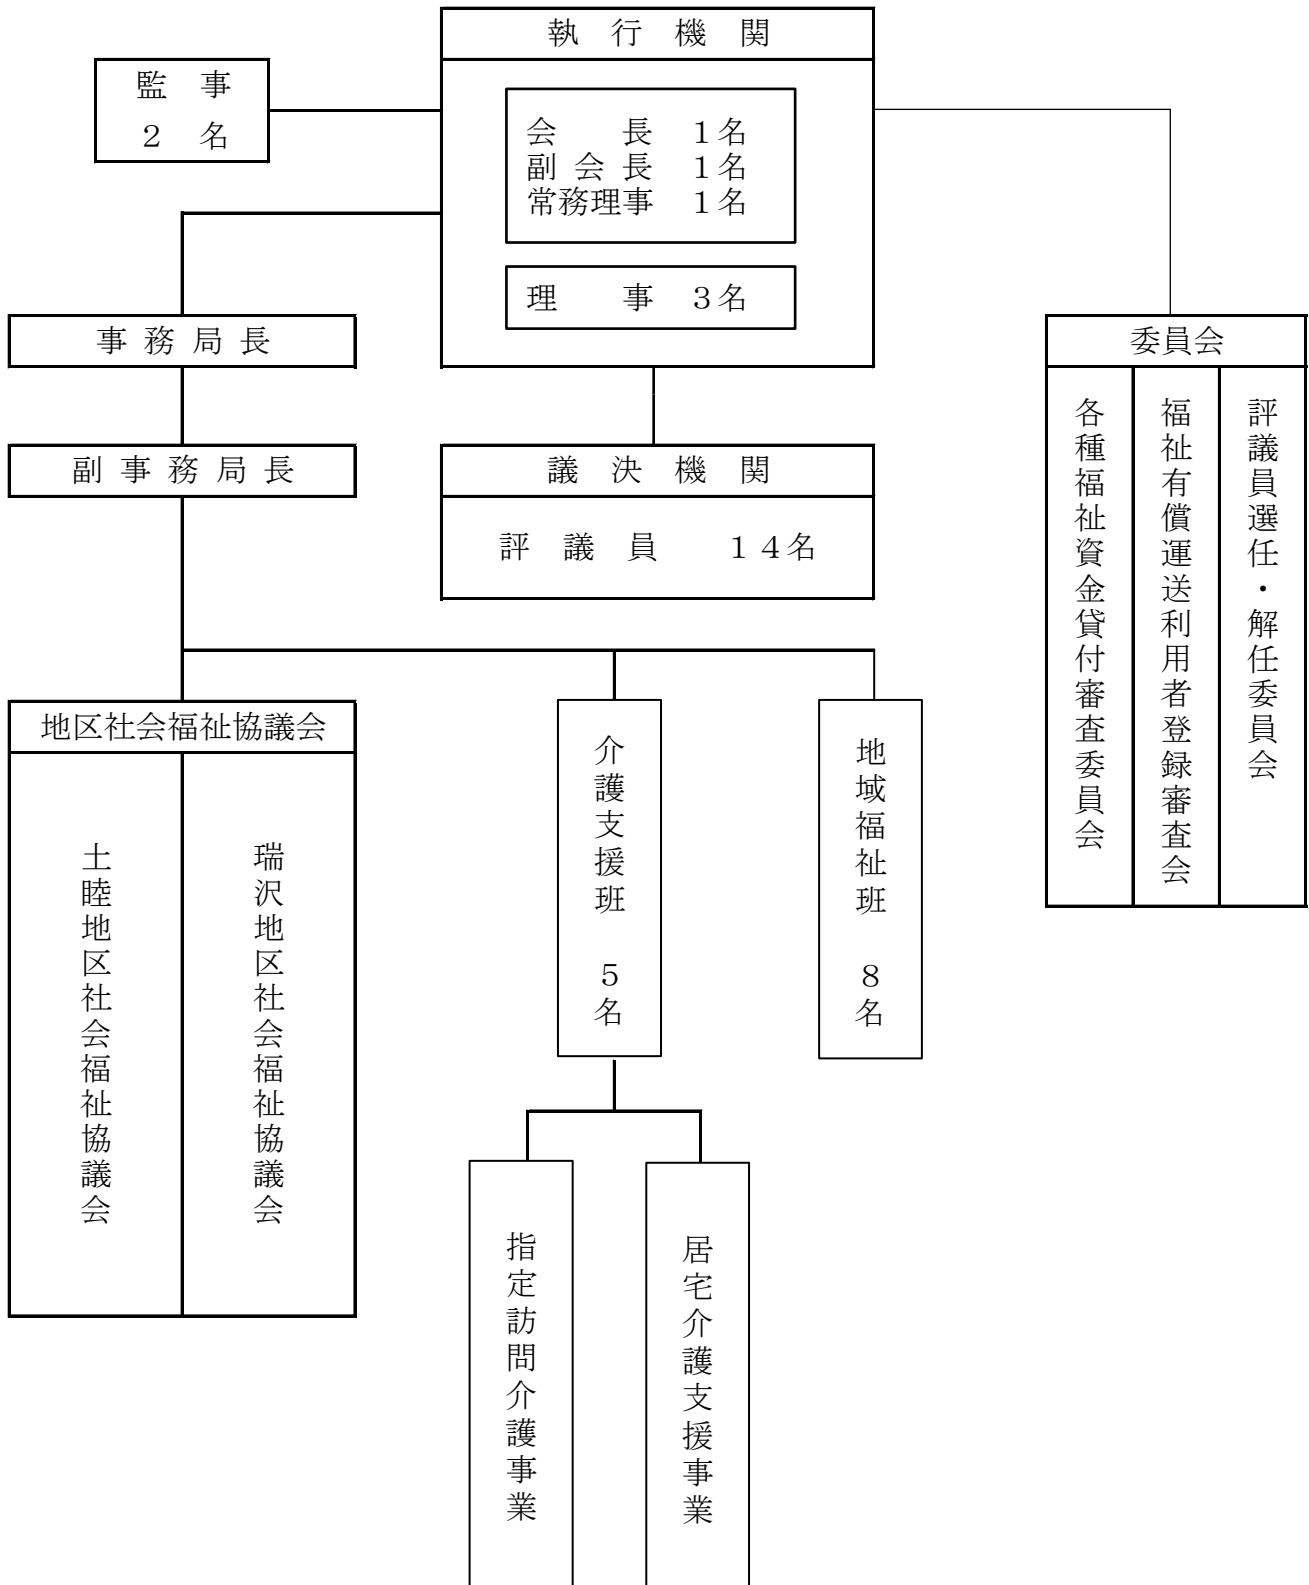 執行機関
監事
２名
会長 １名
副会長 １名
常務理事 １名
理事 ３名
事務局長
委員会
各種福祉資金貸付審査委員会
福祉有償運送利用者登録審査会
評議員選任・解任委員会
副事務局長
議決機関
評議員 １４名
地区社会福祉協議会
土睦地区社会福祉協議会
瑞沢地区社会福祉協議会
介護支援班 ５名
地域福祉班 ８名
指定訪問介護事業
居宅介護支援事業